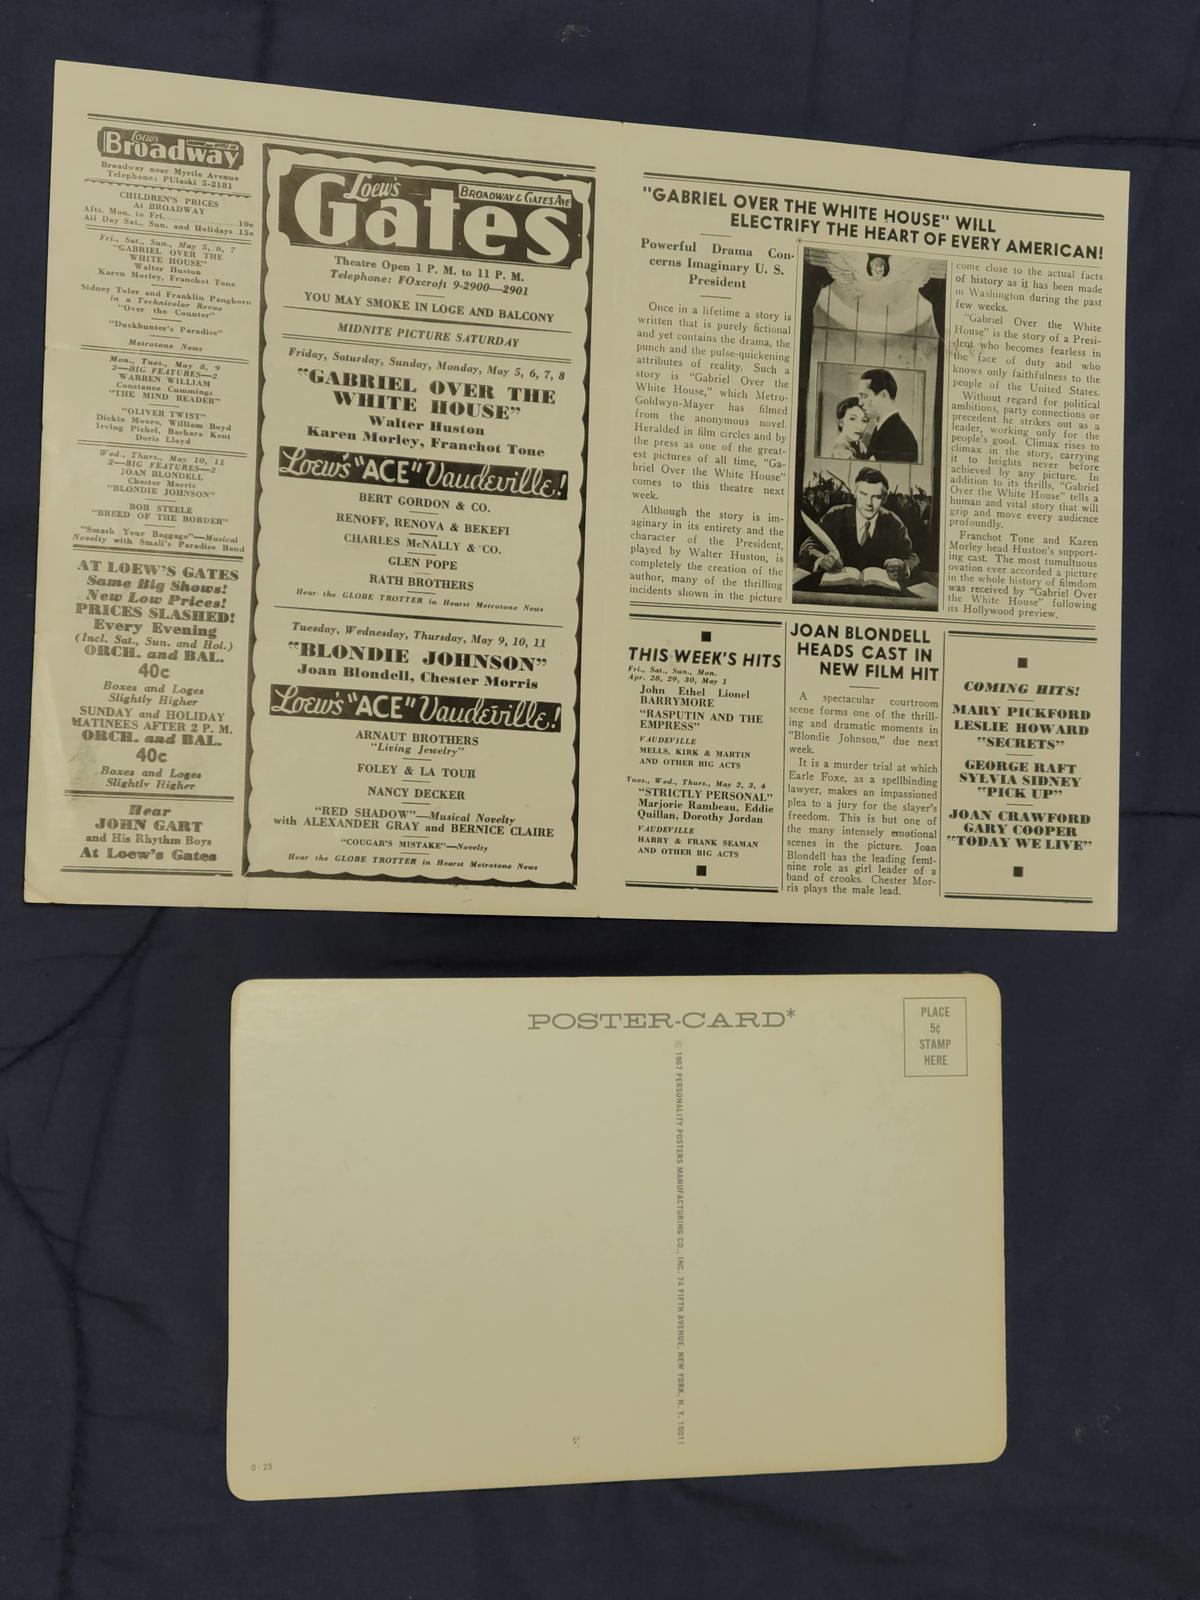 Loew's
Broadway
Broadway near Myrtle Avenue
Telephone: PUlaski 5-2181
CHILDREN'S PRICES
At BROADWAY
Afts. Mon. to Fri. 10c
All Day Sat., Sun. and Holidays 15c
Fri., Sat., Sun., May 5, 6, 7
"GABRIEL OVER THE
WHITE HOUSE"
Walter Huston
Karen Morley, Franchot Tone
Sidney Toler and Franklin Pangborn
in a Technicolor Revue
"Over the Counter"
"Duckhunter's Paradise"
Metrotone News
Mon., Tues., May 8, 9
2—BIG FEATURES—2
WARREN WILLIAM
Constance Cummings
"THE MIND READER"
"OLIVER TWIST"
Dickie Moore, William Boyd
Irving Pichel, Barbara Kent
Doris Lloyd
Wed., Thurs., May 10, 11
2—BIG FEATURES—2
JOAN BLONDELL
Chester Morris
"BLONDIE JOHNSON"
BOB STEELE
"BREED OF THE BORDER"
"Smash Your Baggage"—Musical
Novelty with Small's Paradise Band
AT LOEW'S GATES
Same Big Shows!
New Low Prices!
PRICES SLASHED!
Every Evening
(Incl. Sat., Sun. and Hol.)
ORCH. and BAL.
40c
Boxes and Loges
Slightly Higher
SUNDAY and HOLIDAY
MATINEES AFTER 2 P. M.
ORCH. and BAL.
40c
Boxes and Loges
Slightly Higher
Hear
JOHN GART
and His Rhythm Boys
At Loew's Gates
Loew's
BROADWAY & GATES AVE
Gates
Theatre Open 1 P. M. to 11 P. M.
Telephone: FOxcroft 9-2900—2901
YOU MAY SMOKE IN LOGE AND BALCONY
MIDNITE PICTURE SATURDAY
Friday, Saturday, Sunday, Monday, May 5, 6, 7, 8
"GABRIEL OVER THE
WHITE HOUSE"
Walter Huston
Karen Morley, Franchot Tone
Loew's "ACE" Vaudeville!
BERT GORDON & CO.
RENOFF, RENOVA & BEKEFI
CHARLES McNALLY & CO.
GLEN POPE
RATH BROTHERS
Hear the GLOBE TROTTER in Hearst Metrotone News
Tuesday, Wednesday, Thursday, May 9, 10, 11
"BLONDIE JOHNSON"
Joan Blondell, Chester Morris
Loew's "ACE" Vaudeville!
ARNAUT BROTHERS
"Living Jewelry"
FOLEY & LA TOUR
NANCY DECKER
"RED SHADOW"—Musical Novelty
with ALEXANDER GRAY and BERNICE CLAIRE
"COUGAR'S MISTAKE"—Novelty
Hear the GLOBE TROTTER in Hearst Metrotone News
"GABRIEL OVER THE WHITE HOUSE" WILL
ELECTRIFY THE HEART OF EVERY AMERICAN!
Powerful Drama Con-
cerns Imaginary U. S.
President
Once in a lifetime a story is
written that is purely fictional
and yet contains the drama, the
punch and the pulse-quickening
attributes of reality. Such a
story is "Gabriel Over the
White House," which Metro-
Goldwyn-Mayer has filmed
from the anonymous novel.
Heralded in film circles and by
the press as one of the great-
est pictures of all time, "Ga-
briel Over the White House"
comes to this theatre next
week.
Although the story is im-
aginary in its entirety and the
character of the President,
played by Walter Huston, is
completely the creation of the
author, many of the thrilling
incidents shown in the picture
come close to the actual facts
of history as it has been made
in Washington during the past
few weeks.
"Gabriel Over the White
House" is the story of a Presi-
dent who becomes fearless in
the face of duty and who
knows only faithfulness to the
people of the United States.
Without regard for political
ambitions, party connections or
precedent he strikes out as a
leader, working only for the
people's good. Climax rises to
climax in the story, carrying
it to heights never before
achieved by any picture. In
addition to its thrills, "Gabriel
Over the White House" tells a
human and vital story that will
grip and move every audience
profoundly.
Franchot Tone and Karen
Morley head Huston's support-
ing cast. The most tumultuous
ovation ever accorded a picture
in the whole history of filmdom
was received by "Gabriel Over
the White House" following
its Hollywood preview.
THIS WEEK'S HITS
Fri., Sat., Sun., Mon.
Apr. 28, 29, 30, May 1
John Ethel Lionel
BARRYMORE
"RASPUTIN AND THE
EMPRESS"
VAUDEVILLE
MELLS, KIRK & MARTIN
AND OTHER BIG ACTS
Tues., Wed., Thurs., May 2, 3, 4
"STRICTLY PERSONAL"
Marjorie Rambeau, Eddie
Quillan, Dorothy Jordan
VAUDEVILLE
HARRY & FRANK SEAMAN
AND OTHER BIG ACTS
JOAN BLONDELL
HEADS CAST IN
NEW FILM HIT
A spectacular courtroom
scene forms one of the thrill-
ing and dramatic moments in
"Blondie Johnson," due next
week.
It is a murder trial at which
Earle Foxe, as a spellbinding
lawyer, makes an impassioned
plea to a jury for the slayer's
freedom. This is but one of
the many intensely emotional
scenes in the picture. Joan
Blondell has the leading femi-
nine role as girl leader of a
band of crooks. Chester Mor-
ris plays the male lead.
COMING HITS!
MARY PICKFORD
LESLIE HOWARD
"SECRETS"
GEORGE RAFT
SYLVIA SIDNEY
"PICK UP"
JOAN CRAWFORD
GARY COOPER
"TODAY WE LIVE"
POSTER-CARD*
PLACE
5¢
STAMP
HERE
© 1967 PERSONALITY POSTERS MANUFACTURING CO., INC. 74 FIFTH AVENUE, NEW YORK, N. Y. 10011
D-25